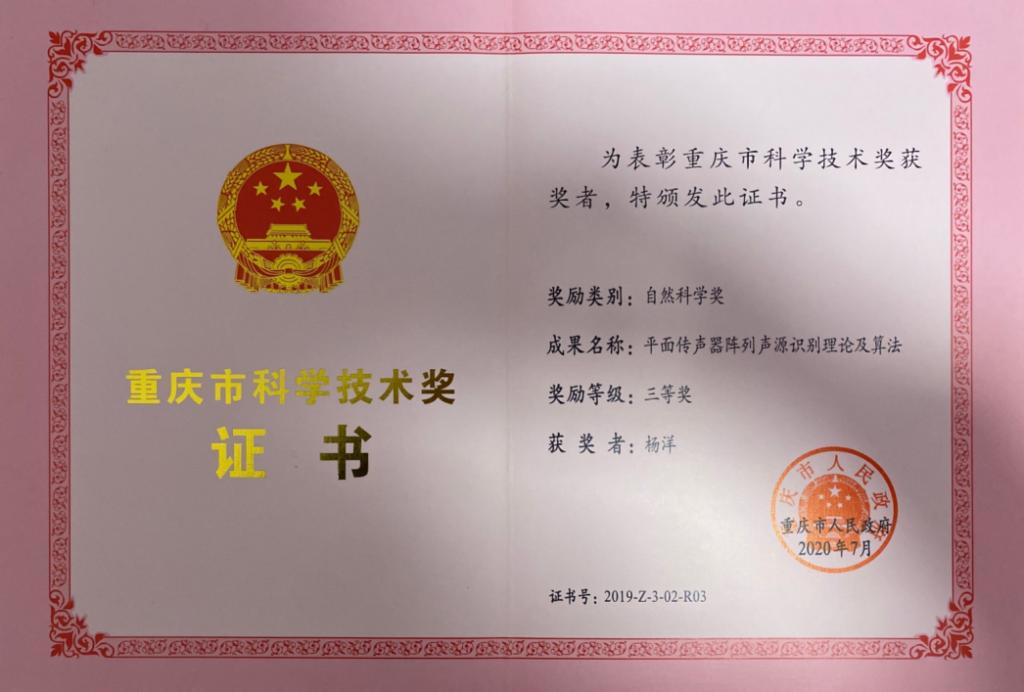 重庆市科学技术奖
证书
为表彰重庆市科学技术奖获
奖者，特颁发此证书。
奖励类别：自然科学奖
成果名称：平面传声器阵列声源识别理论及算法
奖励等级：三等奖
获奖者：杨洋
庆市人民政
重庆市人民政府
2020年7月
证书号：2019-Z-3-02-R03